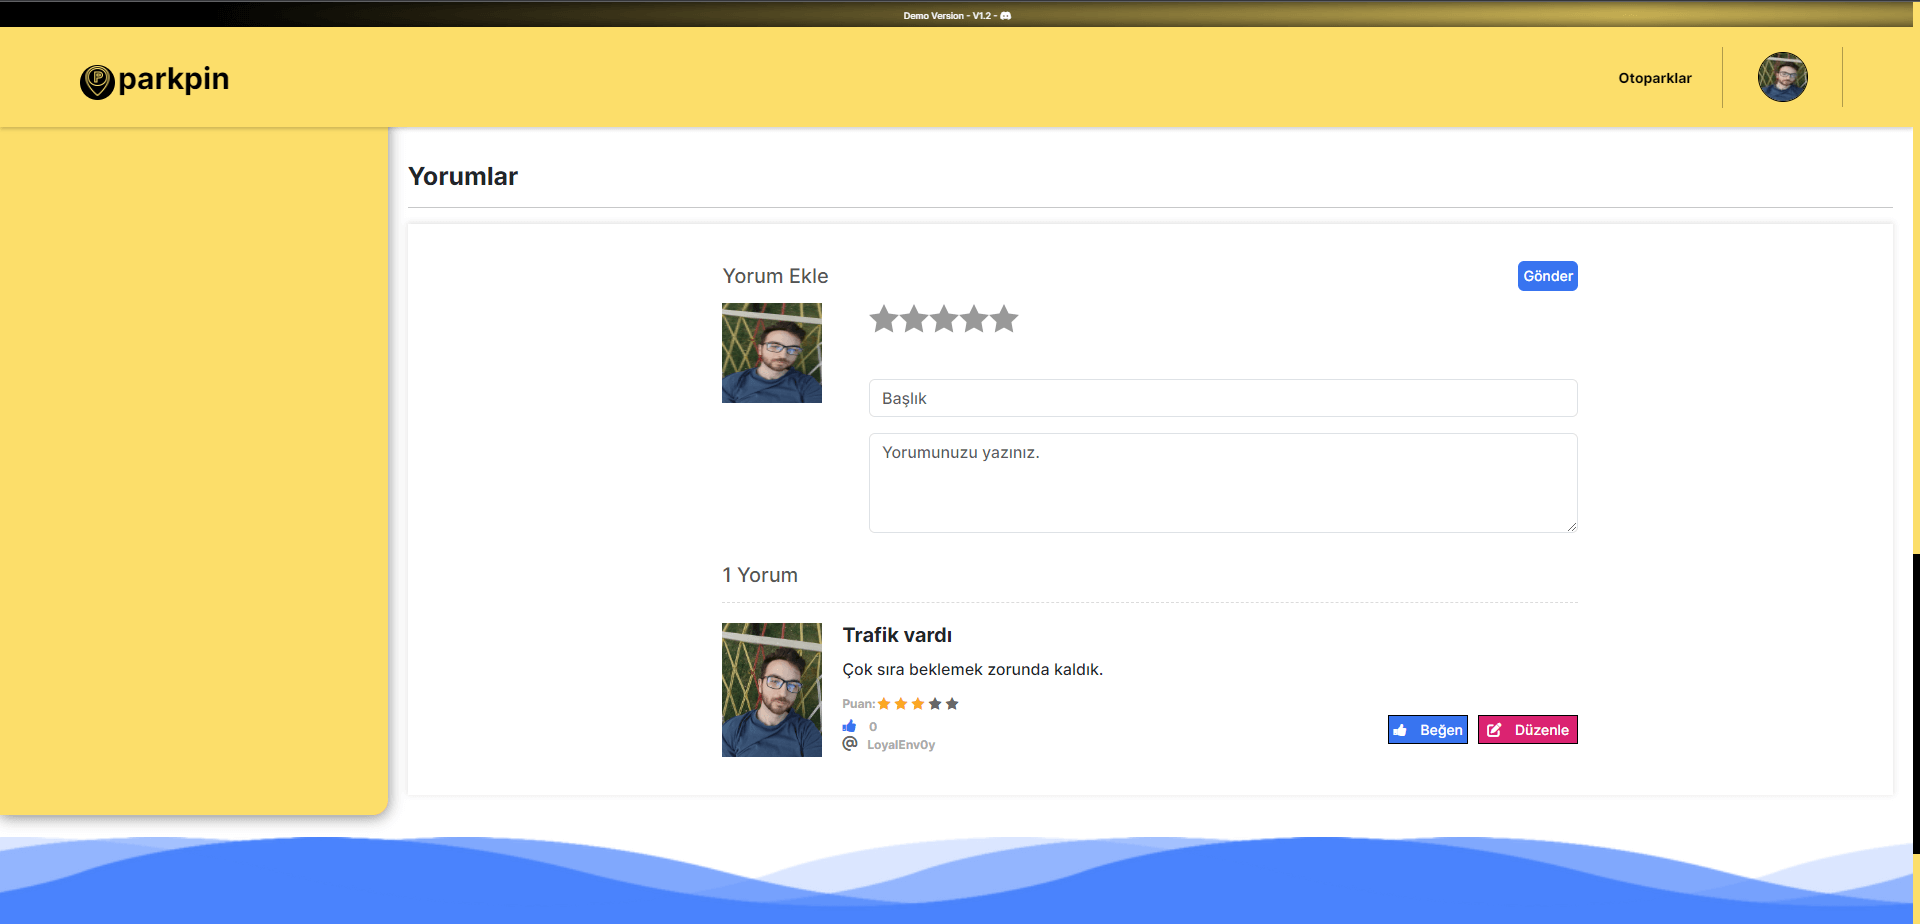 Demo Version - V1.2 -
parkpin
Otoparklar
Yorumlar
Yorum Ekle
Gönder
Başlık
Yorumunuzu yazınız.
1 Yorum
Trafik vardı
Çok sıra beklemek zorunda kaldık.
Puan:
0
LoyalEnv0y
Beğen
Düzenle